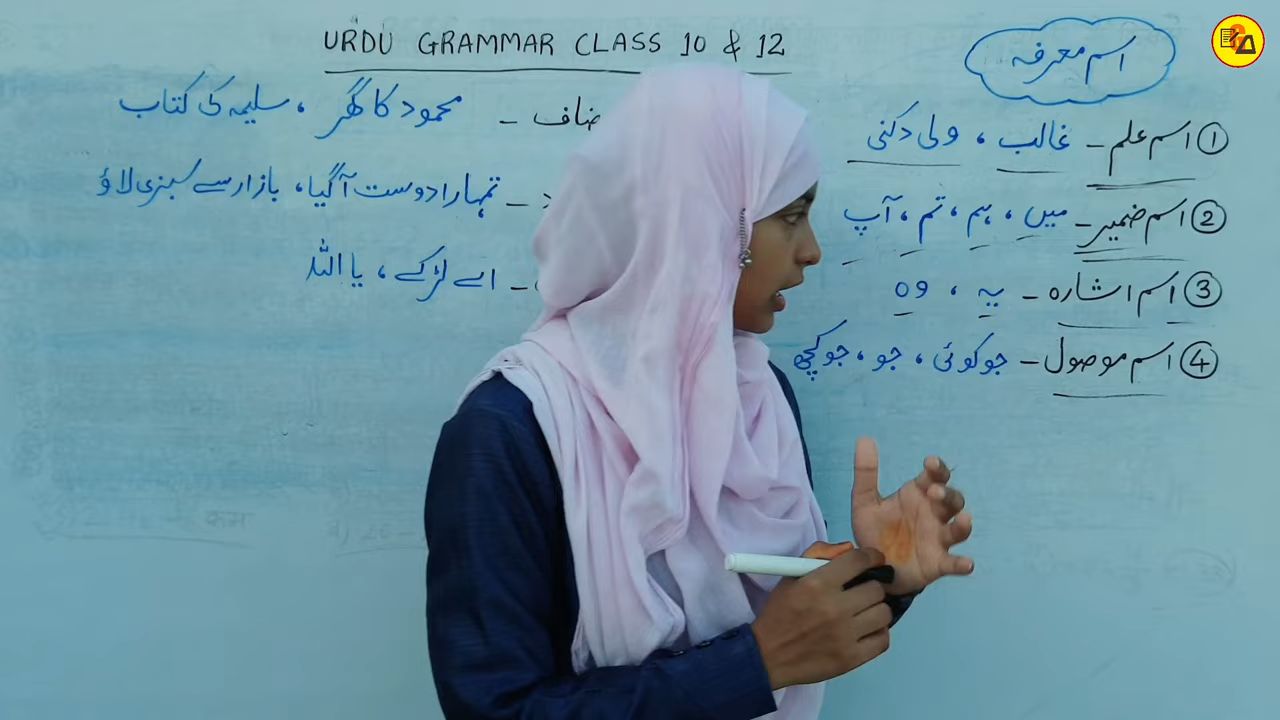 URDU GRAMMAR CLASS 10 & 12
اسم معرفہ
① اسم علم - غالب ، ولی دکنی
② اسم ضمیر - میں ، ہم ، تم ، آپ
③ اسم اشارہ - یہ ، وہ
④ اسم موصول - جو کوئی ، جو ، جو کچھ
ضاف - محمود کا گھر ، سلیمہ کی کتاب
د - تمہارا دوست آگیا ، بازار سے سبزی لاؤ
- اے لڑکے ، یا اللہ